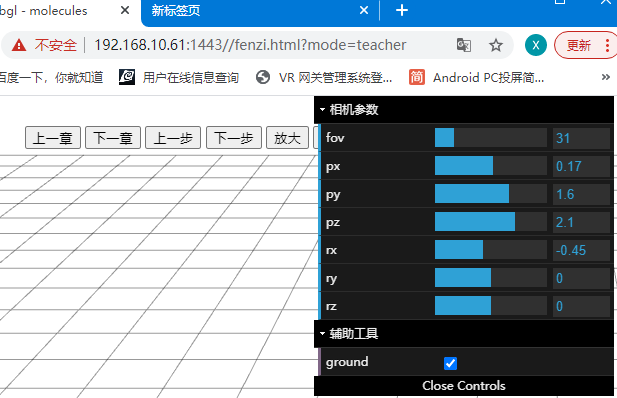 bgl - molecules
新标签页
不安全 192.168.10.61:1443//fenzi.html?mode=teacher
X
更新
百度一下，你就知道
用户在线信息查询
VR 网关管理系统登...
简 Android PC投屏简...
»
上一章 下一章 上一步 下一步 放大
相机参数
fov 31
px 0.17
py 1.6
pz 2.1
rx -0.45
ry 0
rz 0
辅助工具
ground
Close Controls